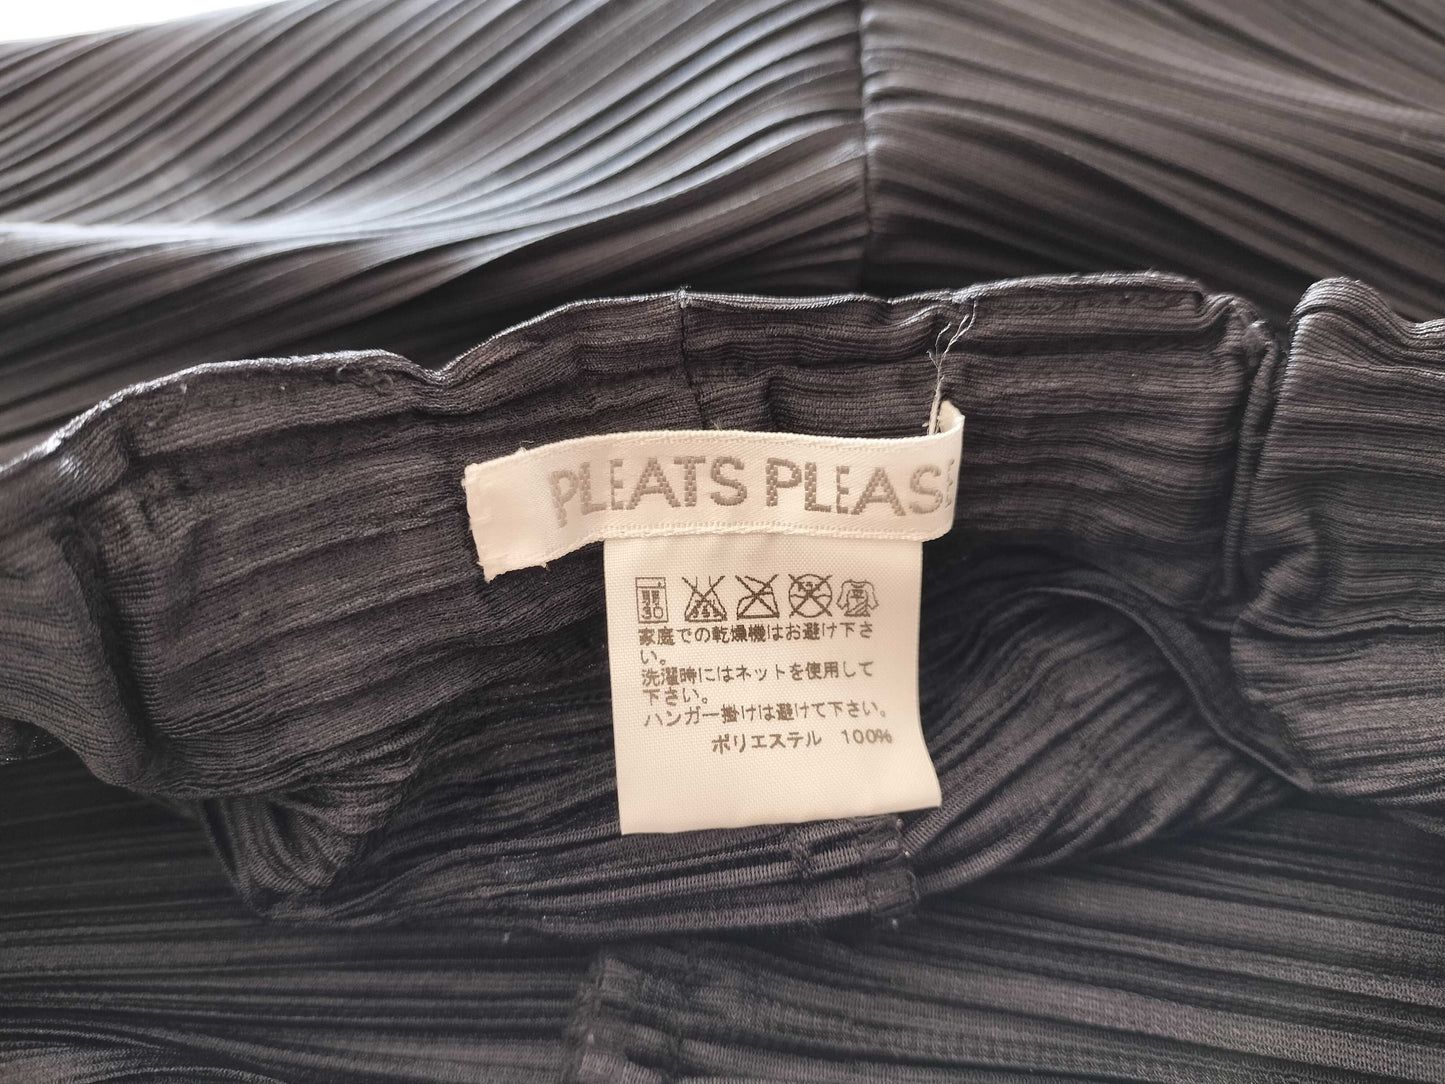 PLEATS PLEASE
30
家庭での乾燥機はお避け下さ
い。
洗濯時にはネットを使用して
下さい。
ハンガー掛けは避けて下さい。
ポリエステル 100%